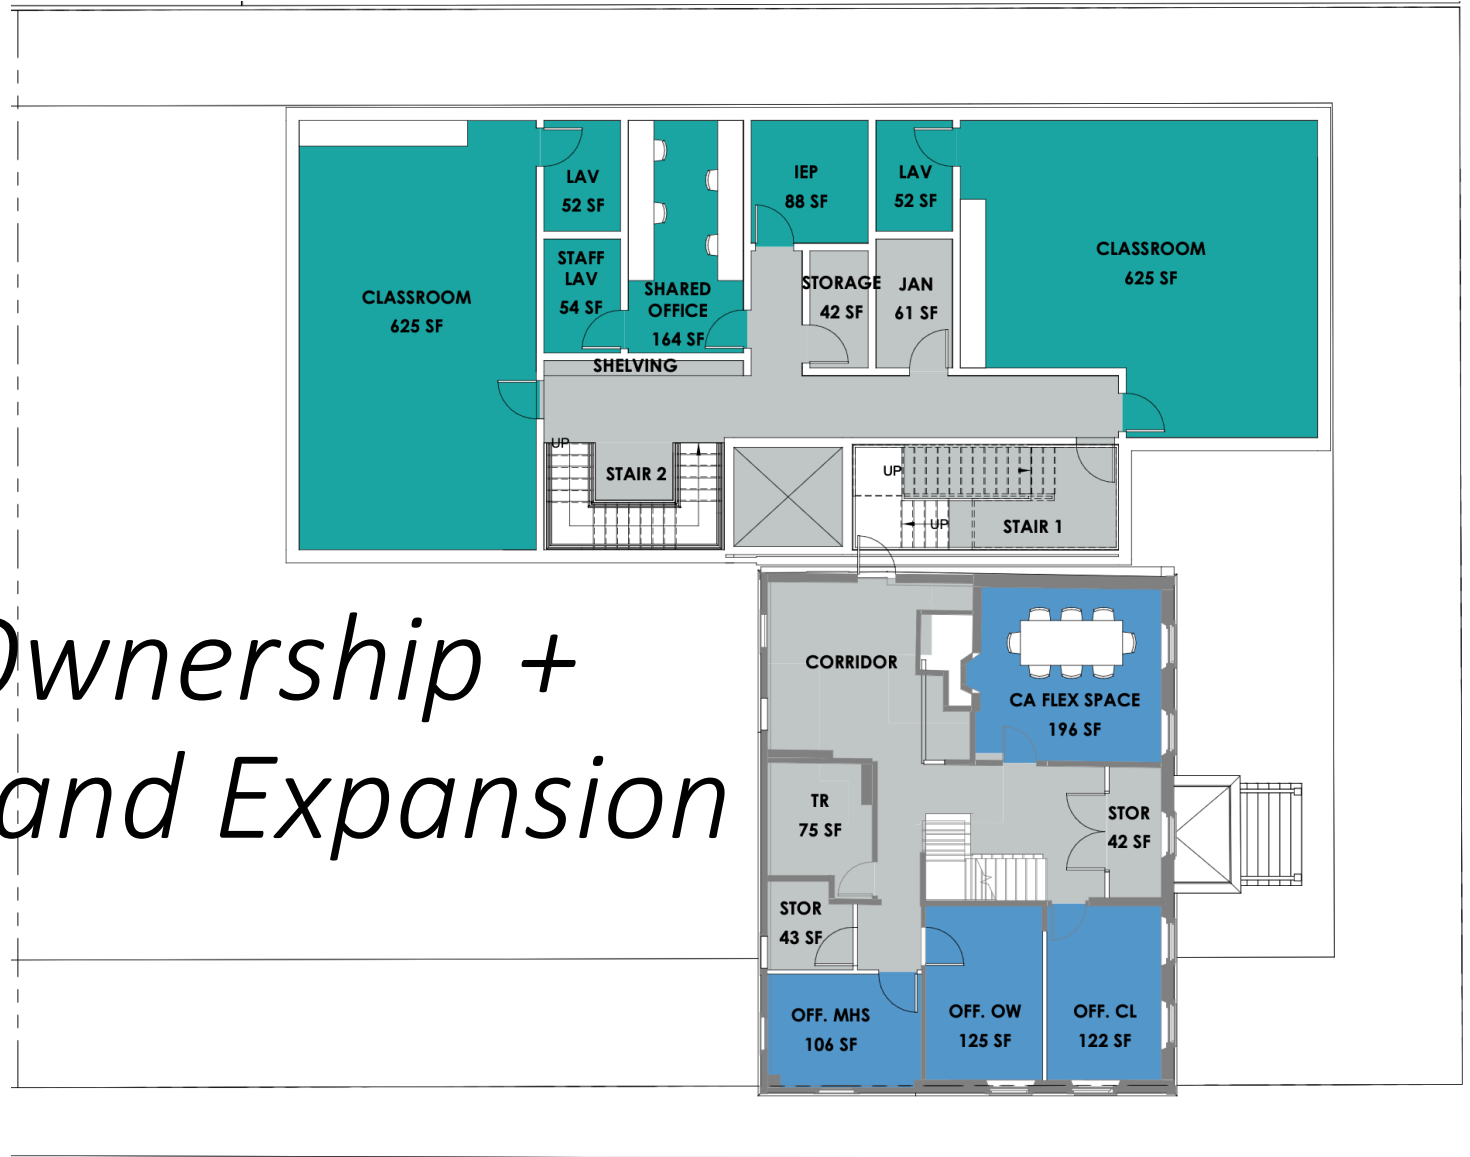 LAV
52 SF
IEP
88 SF
LAV
52 SF
CLASSROOM
625 SF
STAFF
LAV
54 SF
SHARED
OFFICE
164 SF
STORAGE
42 SF
JAN
61 SF
CLASSROOM
625 SF
SHELVING
UP
STAIR 2
UP
UP
STAIR 1
Ownership +
and Expansion
CORRIDOR
CA FLEX SPACE
196 SF
TR
75 SF
STOR
42 SF
STOR
43 SF
OFF. MHS
106 SF
OFF. OW
125 SF
OFF. CL
122 SF